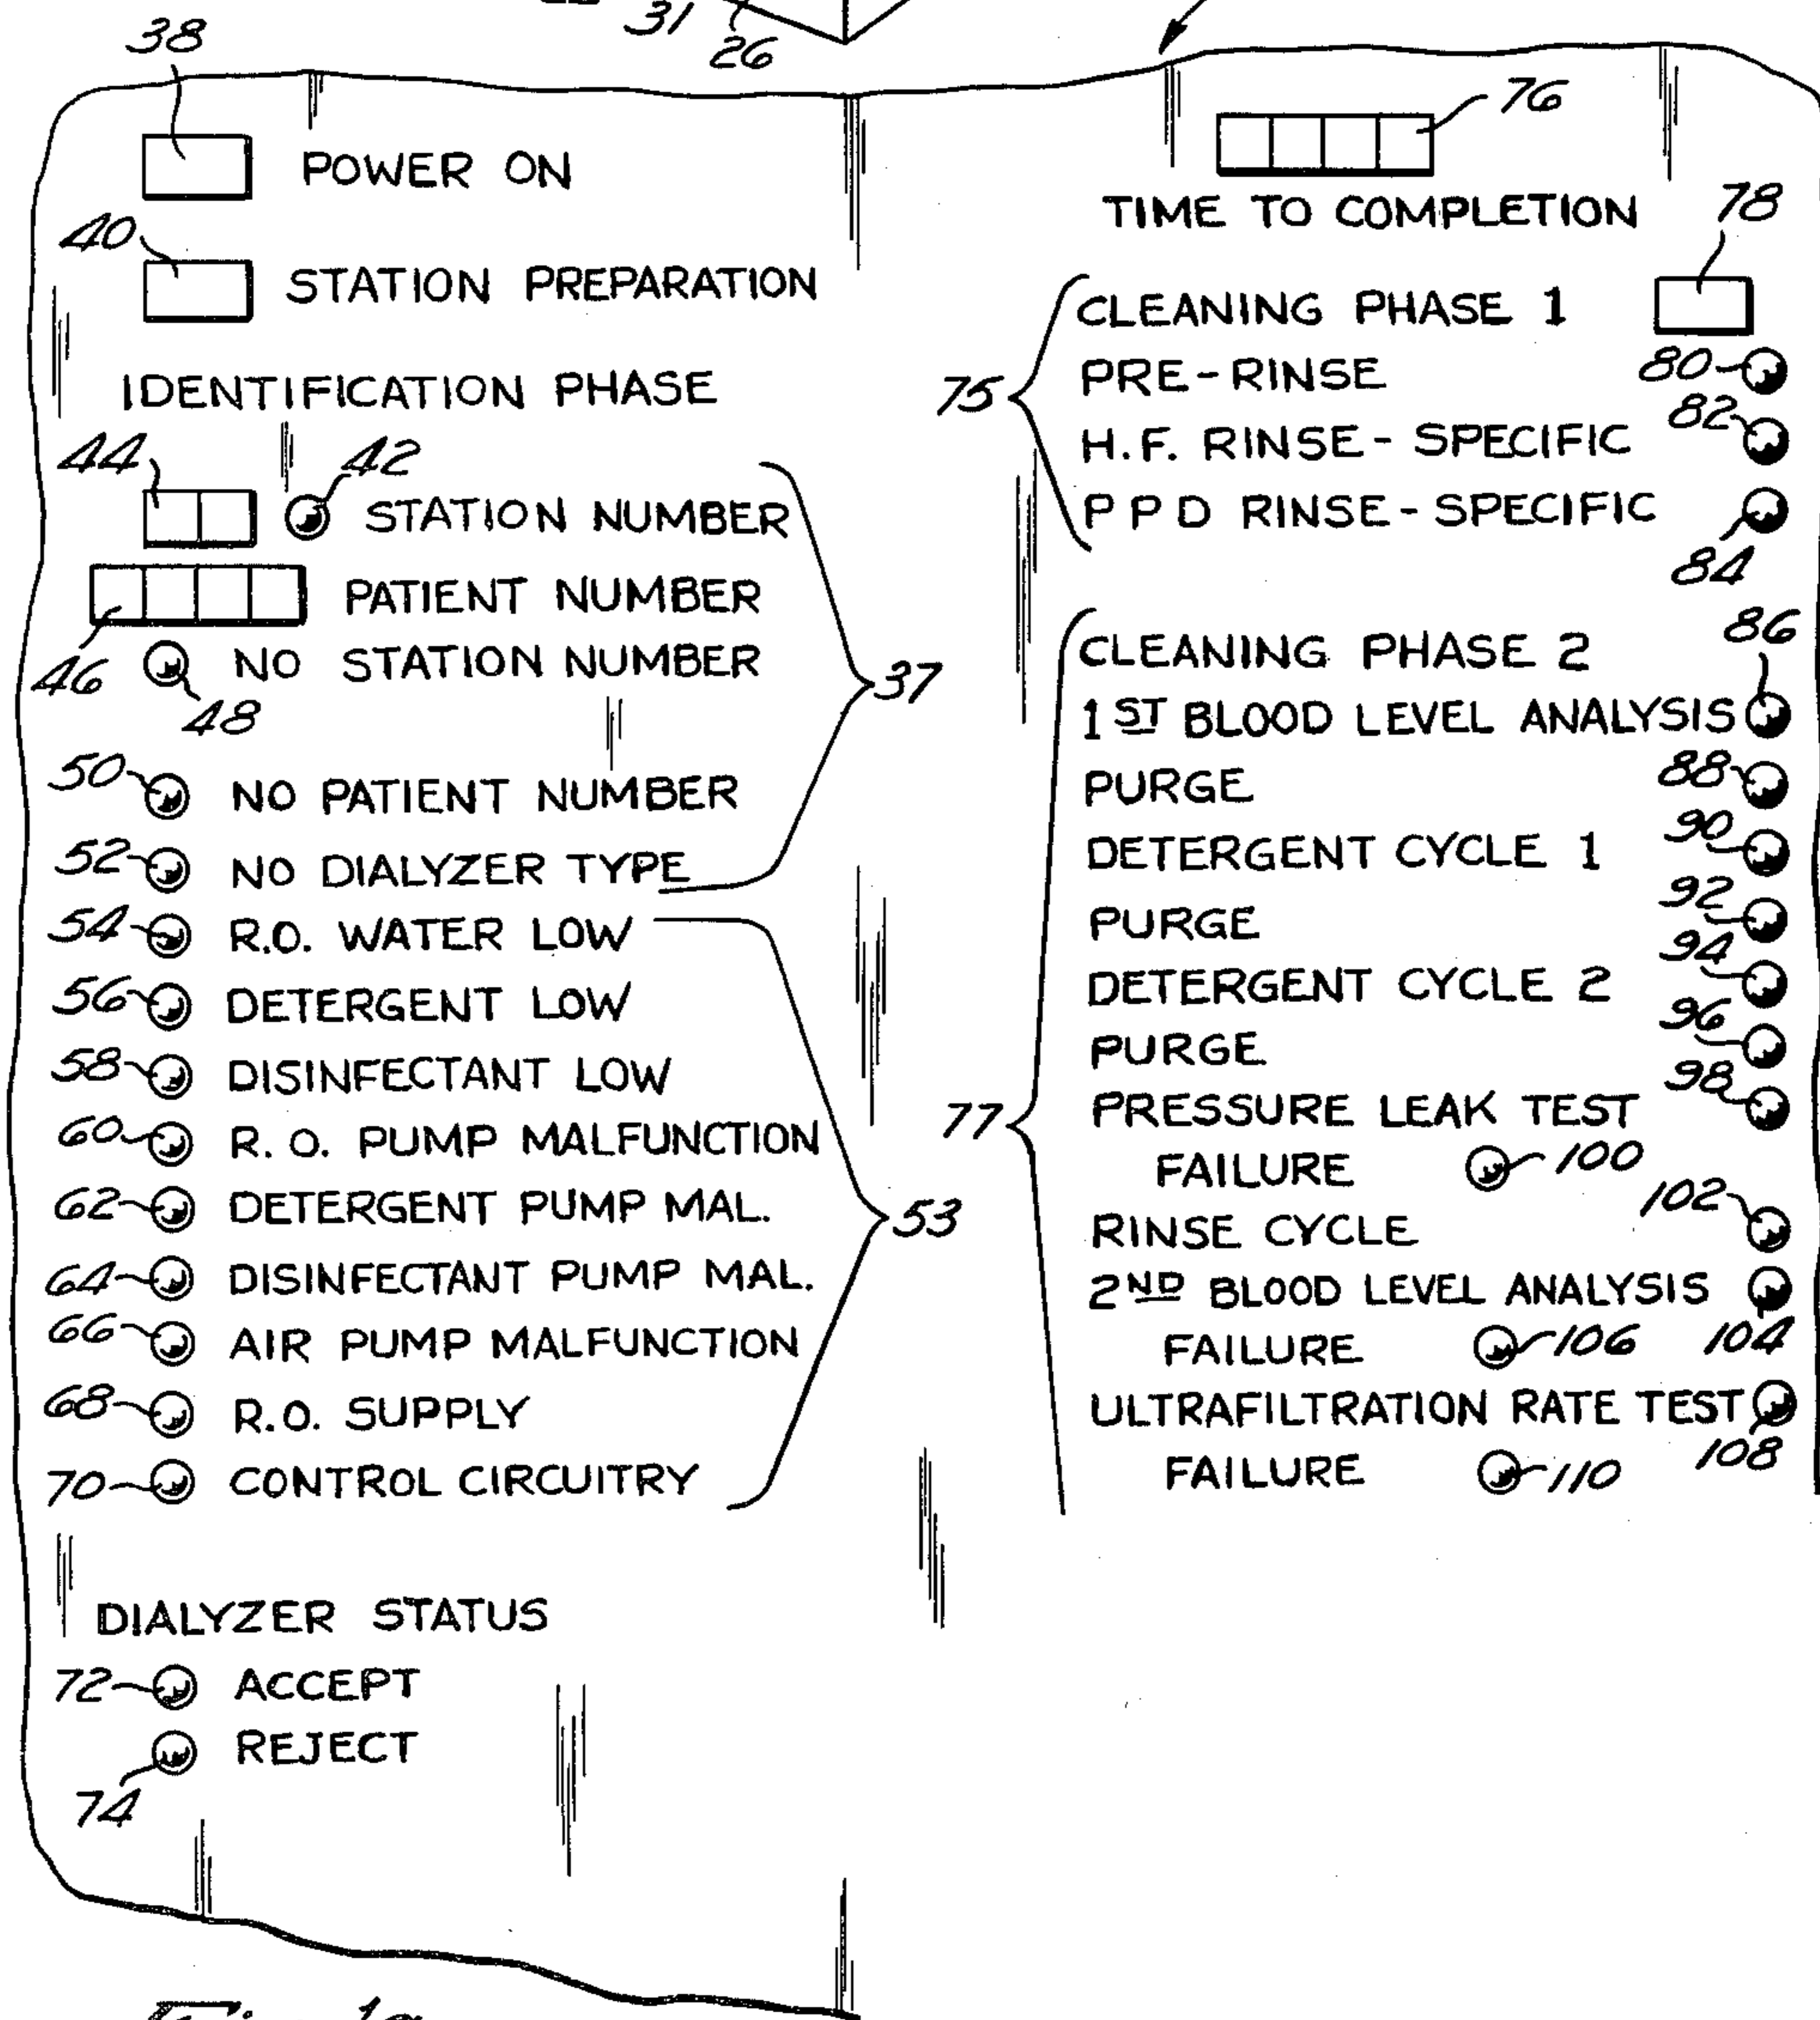 31
26
38
POWER ON
40
STATION PREPARATION
IDENTIFICATION PHASE
44
42
STATION NUMBER
PATIENT NUMBER
46
NO STATION NUMBER
48
37
50 NO PATIENT NUMBER
52 NO DIALYZER TYPE
54 R.O. WATER LOW
56 DETERGENT LOW
58 DISINFECTANT LOW
60 R. O. PUMP MALFUNCTION
62 DETERGENT PUMP MAL.
53
64 DISINFECTANT PUMP MAL.
66 AIR PUMP MALFUNCTION
68 R.O. SUPPLY
70 CONTROL CIRCUITRY
DIALYZER STATUS
72 ACCEPT
REJECT
74
76
TIME TO COMPLETION
78
CLEANING PHASE 1
75
PRE-RINSE 80
H.F. RINSE-SPECIFIC 82
P P D RINSE-SPECIFIC
84
CLEANING PHASE 2
86
1ST BLOOD LEVEL ANALYSIS
PURGE 88
DETERGENT CYCLE 1 90
PURGE 92
DETERGENT CYCLE 2 94
PURGE 96
77
PRESSURE LEAK TEST 98
FAILURE 100
RINSE CYCLE 102
2ND BLOOD LEVEL ANALYSIS
FAILURE 106 104
ULTRAFILTRATION RATE TEST
FAILURE 110 108